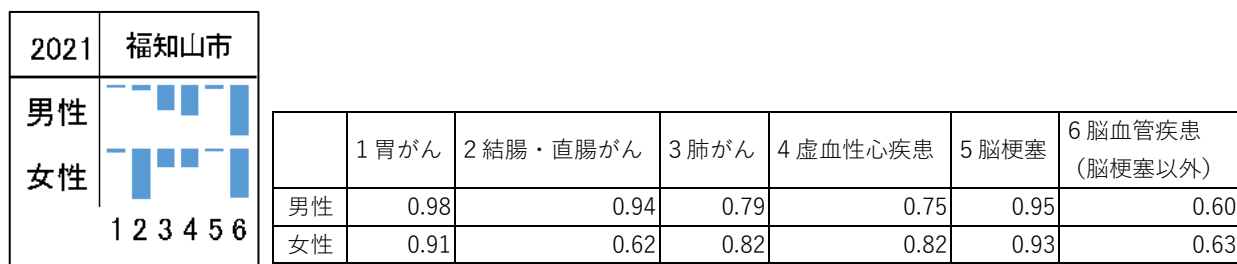 2021 福知山市
男性
女性
1 2 3 4 5 6
1胃がん 2結腸・直腸がん 3肺がん 4虚血性心疾患 5脳梗塞 6脳血管疾患
(脳梗塞以外)
男性 0.98 0.94 0.79 0.75 0.95 0.60
女性 0.91 0.62 0.82 0.82 0.93 0.63